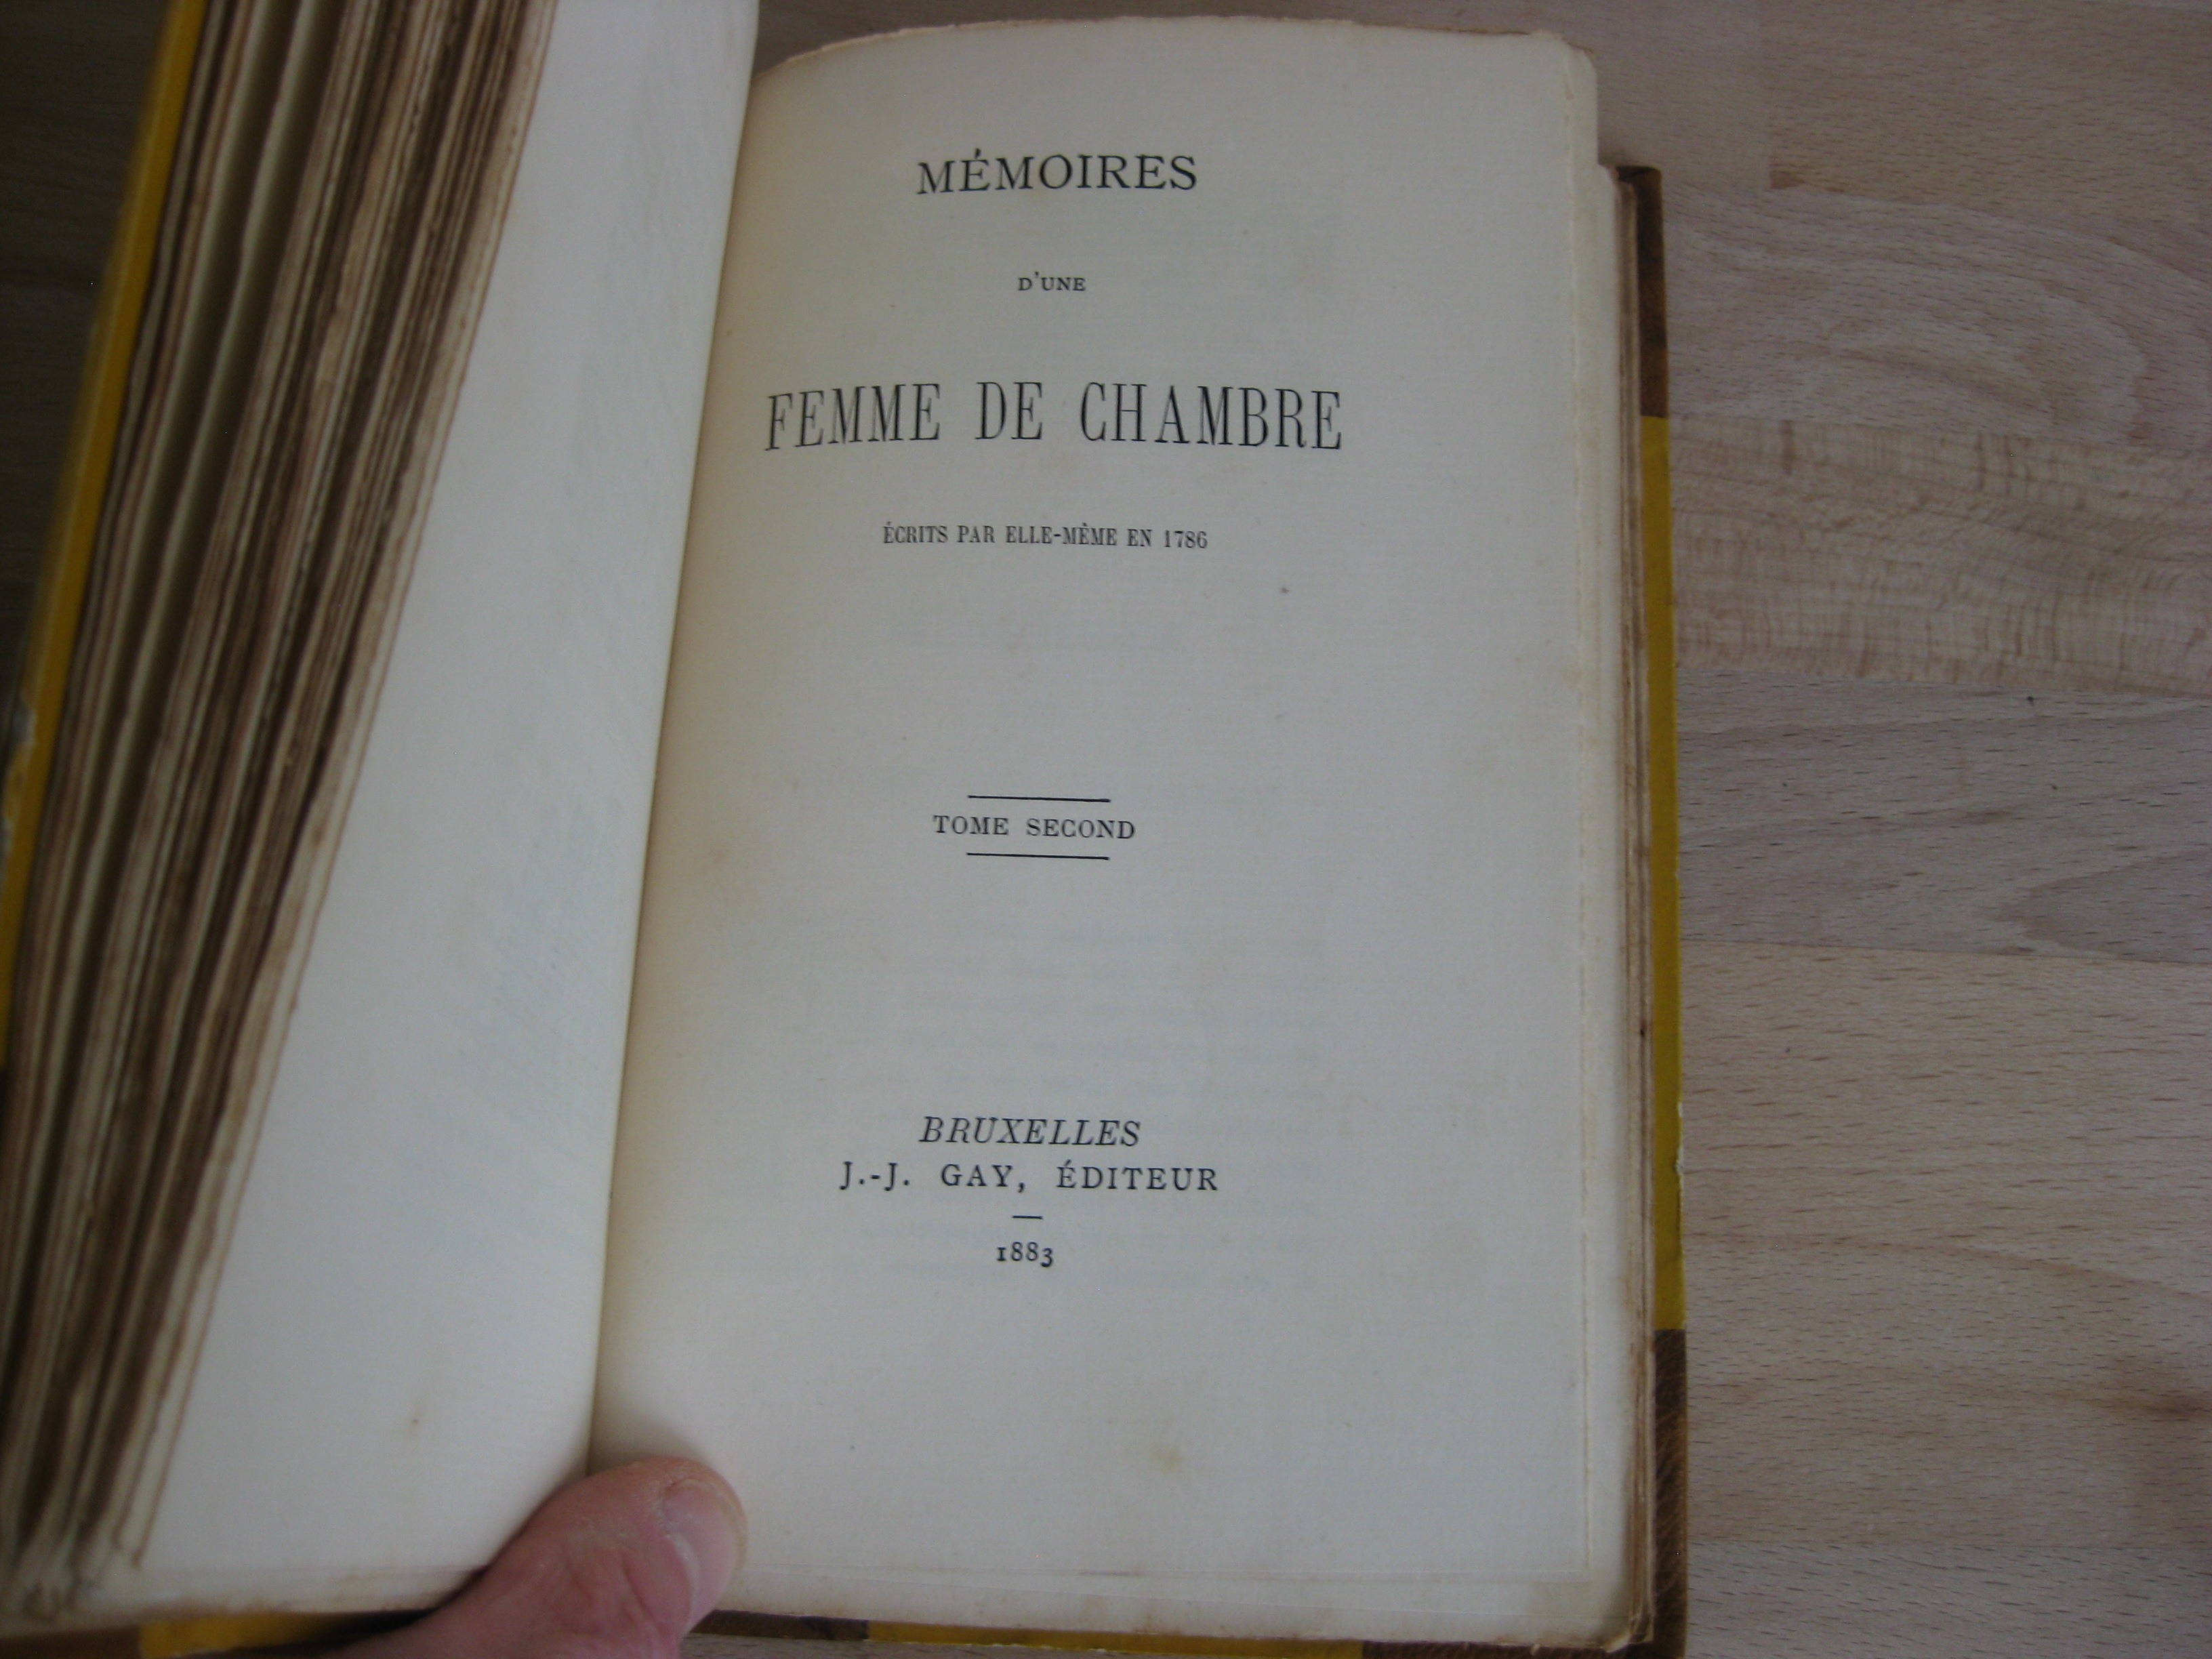 MÉMOIRES
D'UNE
FEMME DE CHAMBRE
ÉCRITS PAR ELLE-MÊME EN 1786
TOME SECOND
BRUXELLES
J.-J. GAY, ÉDITEUR
1883